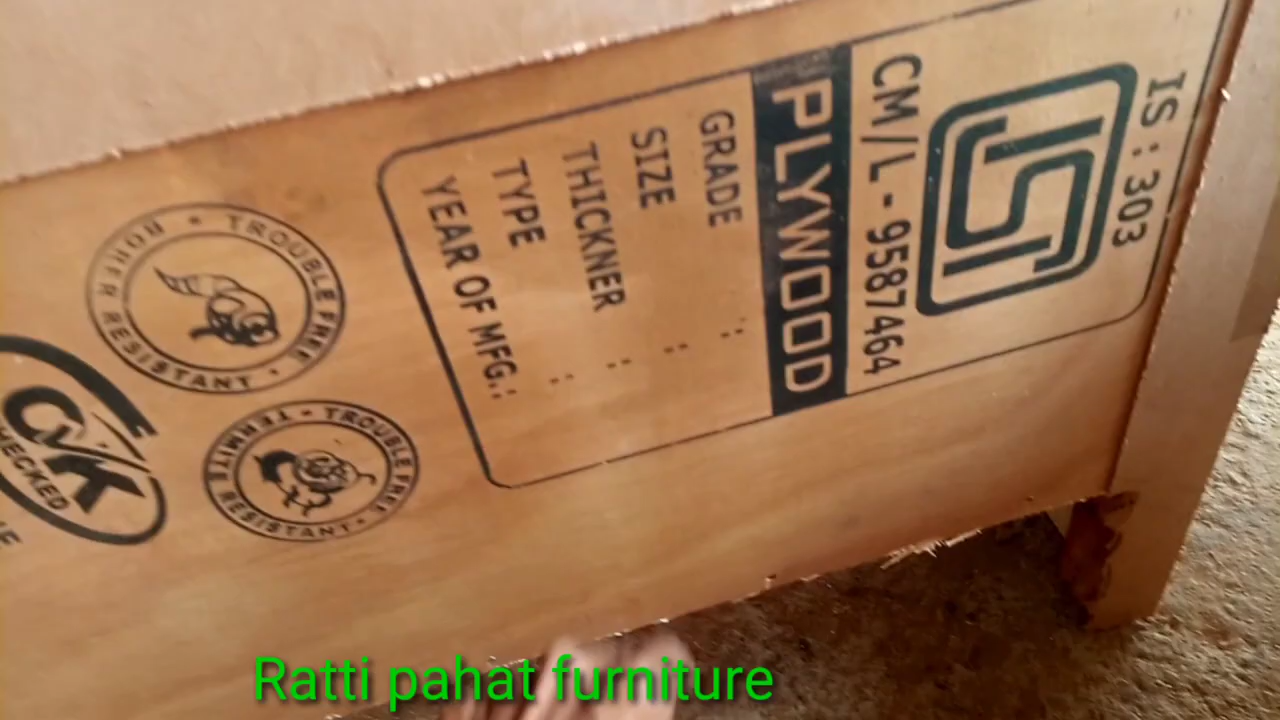 IS : 303
ISI
CM/L - 9587464
PLYWOOD
GRADE :
SIZE :
THICKNER :
TYPE :
YEAR OF MFG.:
TROUBLE FREE • BORER RESISTANT •
TROUBLE FREE • TERMITE RESISTANT •
CHECKED
Ratti pahat furniture